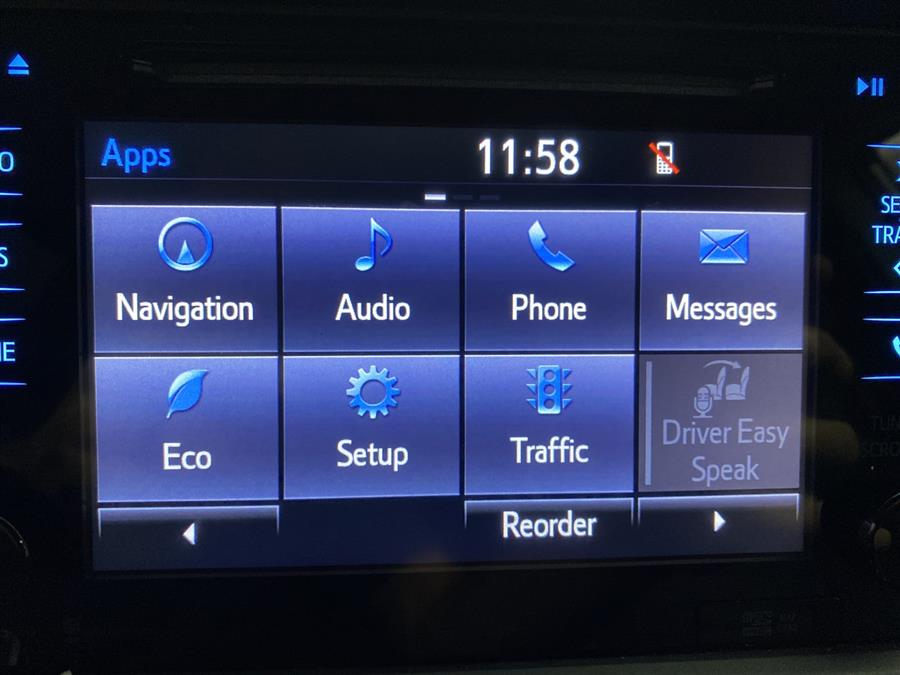 Apps 11:58
Navigation Audio Phone Messages
Eco Setup Traffic Driver Easy
Speak
Reorder